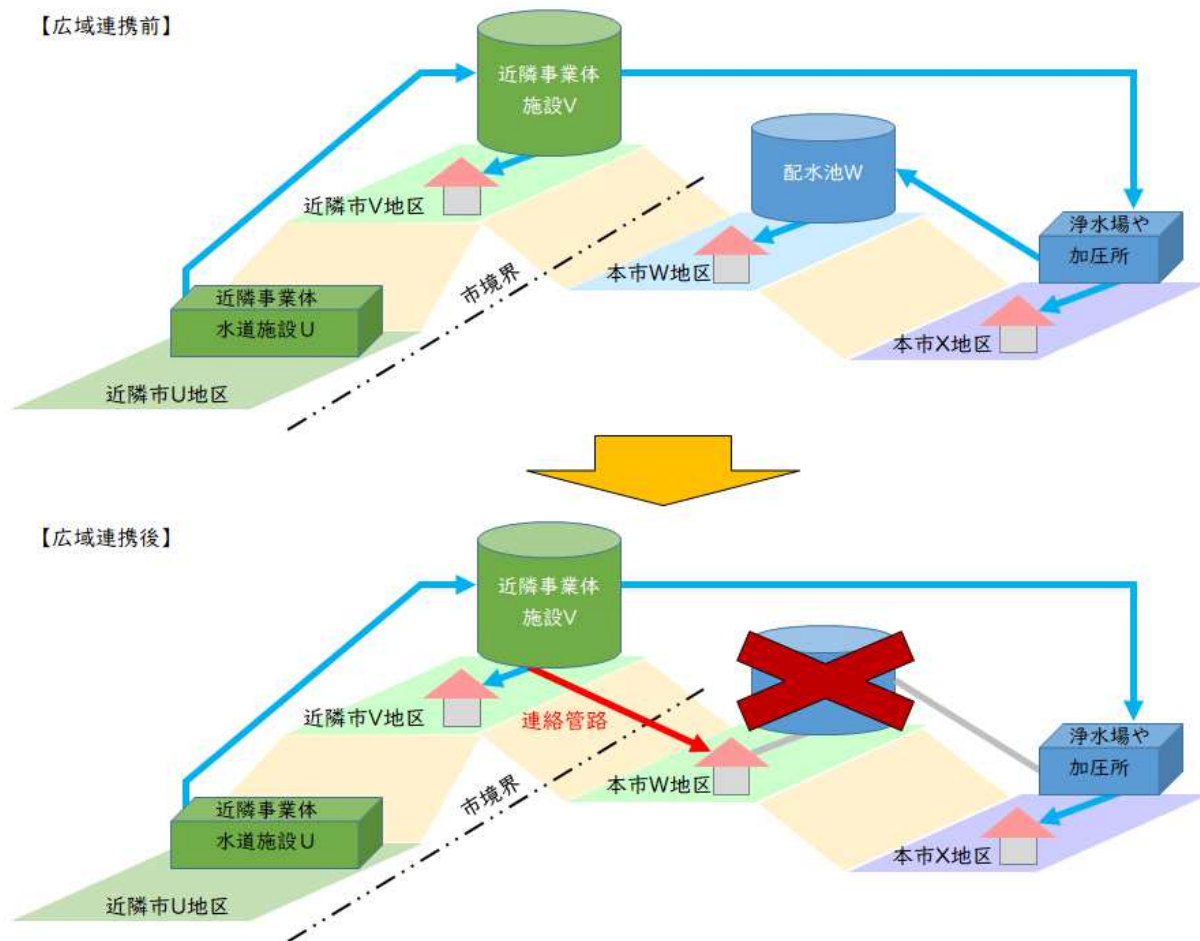 【広域連携前】
近隣事業体
施設V
配水池W
浄水場や
加圧所
近隣市V地区
本市W地区
市境界
近隣事業体
水道施設U
本市X地区
近隣市U地区
【広域連携後】
近隣事業体
施設V
連絡管路
近隣市V地区
浄水場や
加圧所
本市W地区
市境界
近隣事業体
水道施設U
本市X地区
近隣市U地区